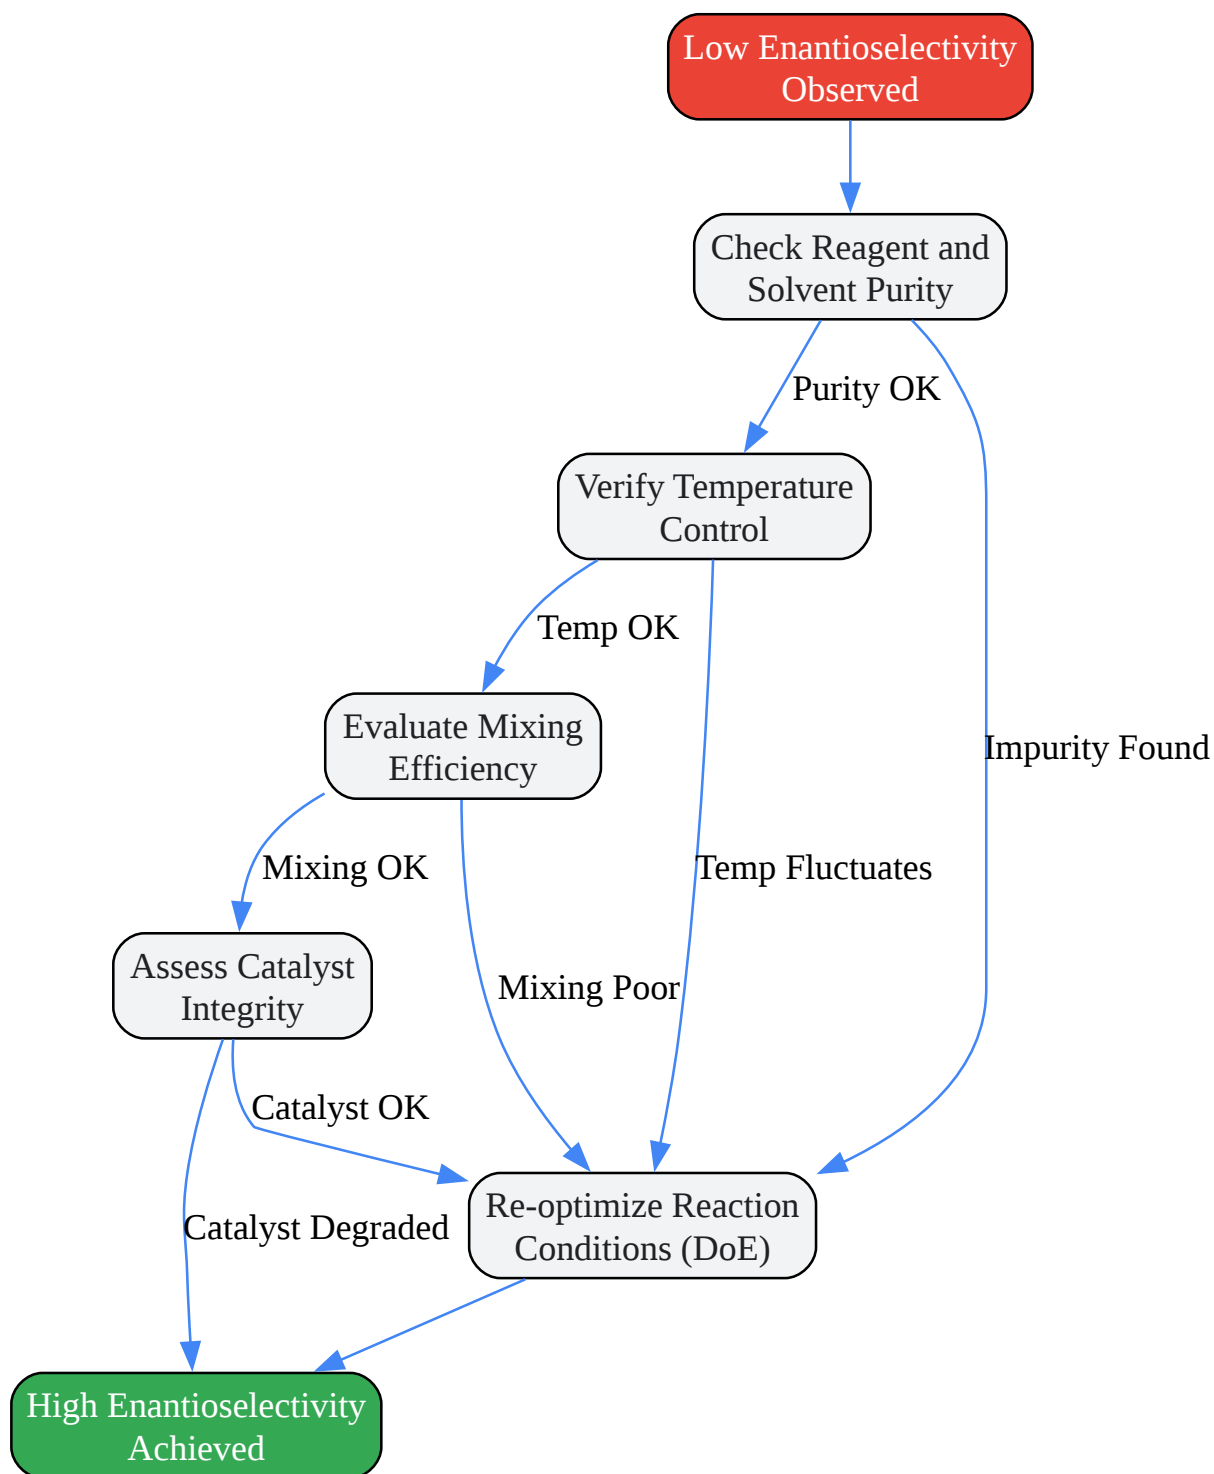 Low Enantioselectivity
Observed
Check Reagent and
Solvent Purity
Purity OK
Verify Temperature
Control
Temp OK
Evaluate Mixing
Efficiency
Impurity Found
Mixing OK
Temp Fluctuates
Assess Catalyst
Integrity
Mixing Poor
Catalyst OK
Re-optimize Reaction
Conditions (DoE)
Catalyst Degraded
High Enantioselectivity
Achieved